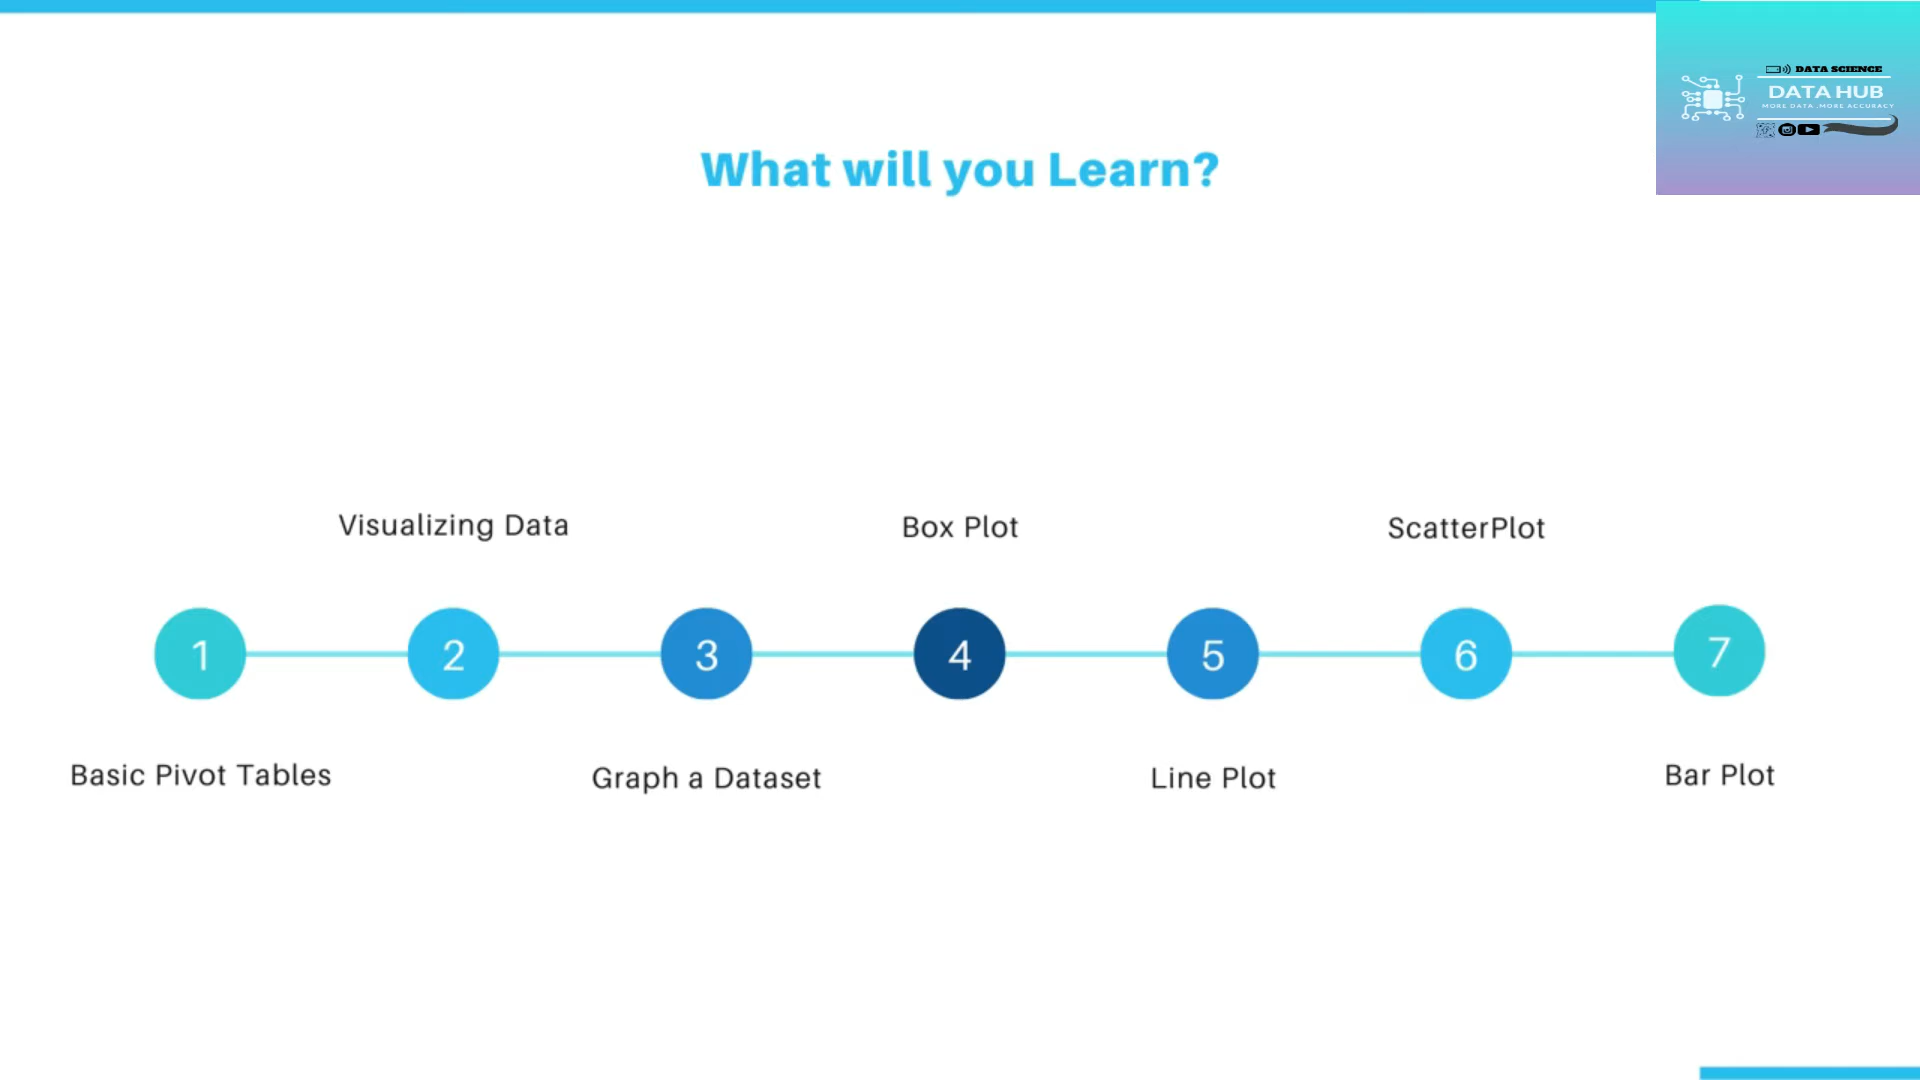 DATA SCIENCE
DATA HUB
MORE DATA ,MORE ACCURACY
What will you Learn?
Visualizing Data
Box Plot
ScatterPlot
1
2
3
4
5
6
7
Basic Pivot Tables
Graph a Dataset
Line Plot
Bar Plot